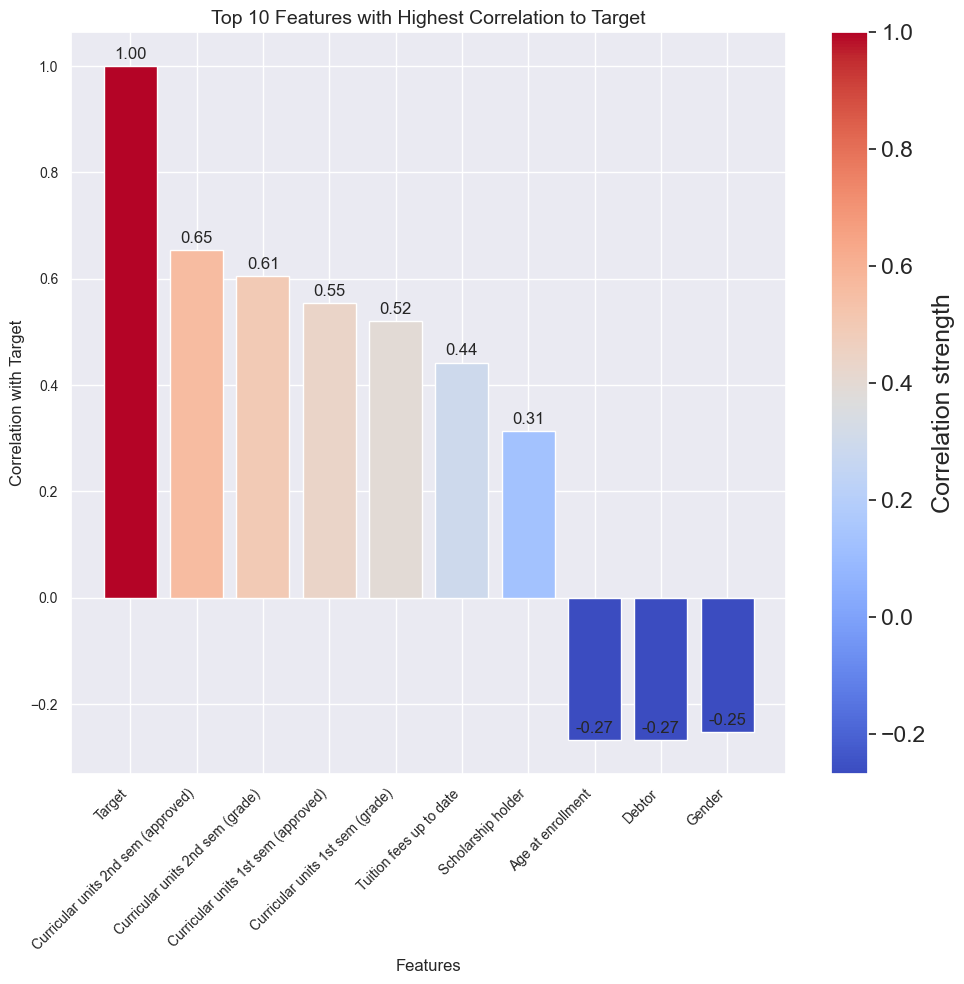 Top 10 Features with Highest Correlation to Target
Correlation with Target
1.0
0.8
0.6
0.4
0.2
0.0
−0.2
1.00
0.65
0.61
0.55
0.52
0.44
0.31
-0.27
-0.27
-0.25
Target
Curricular units 2nd sem (approved)
Curricular units 2nd sem (grade)
Curricular units 1st sem (approved)
Curricular units 1st sem (grade)
Tuition fees up to date
Scholarship holder
Age at enrollment
Debtor
Gender
Features
1.0
0.8
0.6
0.4
0.2
0.0
−0.2
Correlation strength